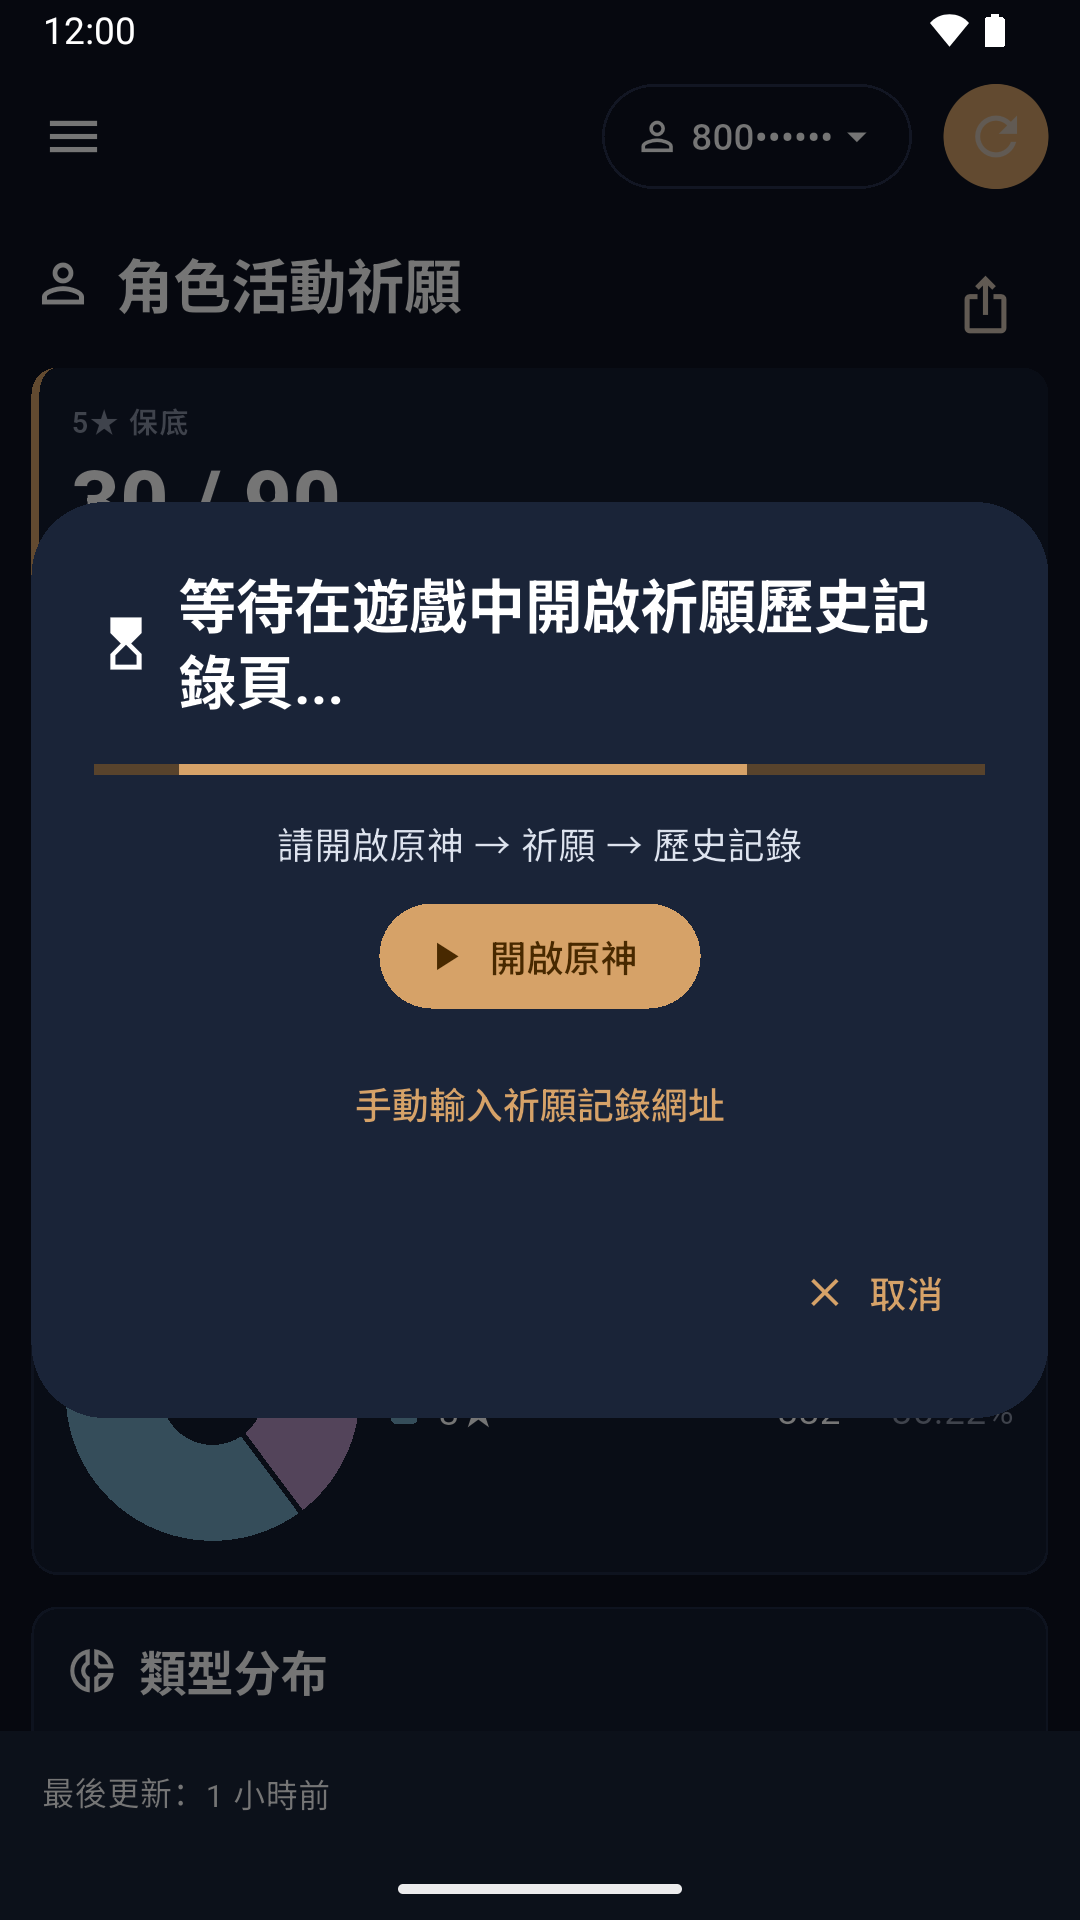 12:00
800••••••
角色活動祈願
5★ 保底
30 / 90
等待在遊戲中開啟祈願歷史記
錄頁...
請開啟原神 → 祈願 → 歷史記錄
開啟原神
手動輸入祈願記錄網址
取消
類型分布
最後更新：1 小時前